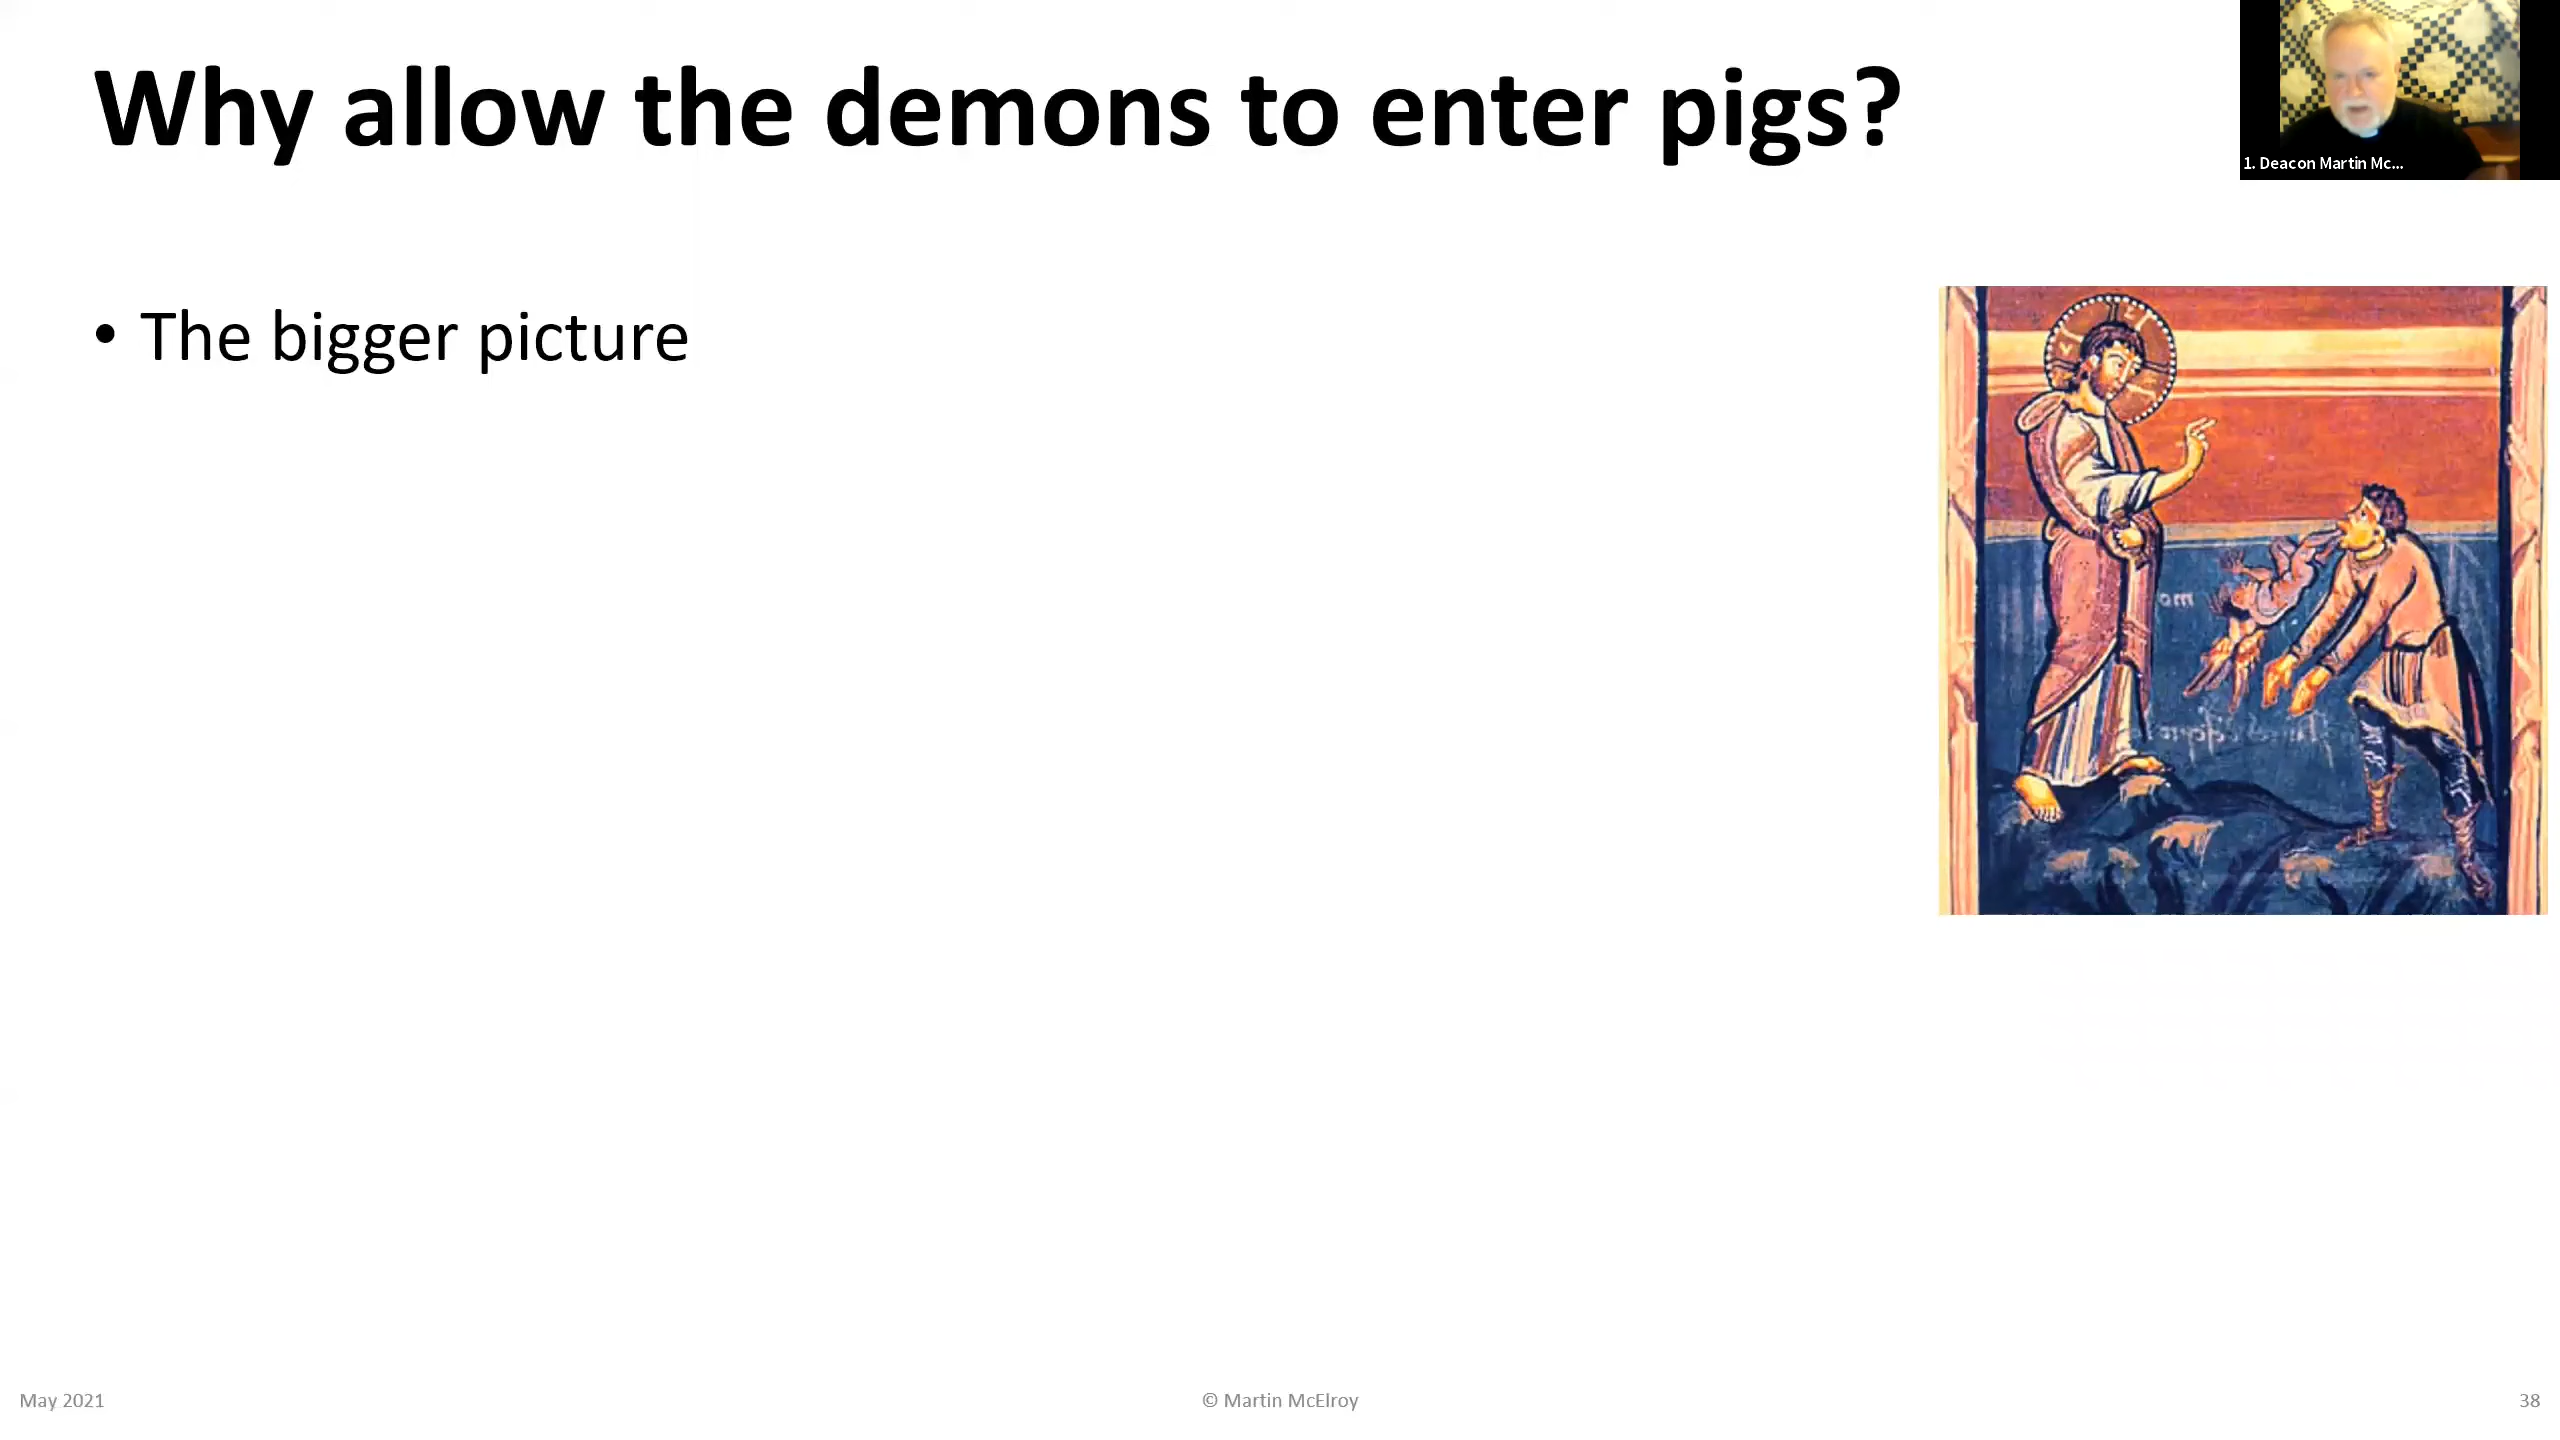 Why allow the demons to enter pigs?
1. Deacon Martin Mc...
• The bigger picture
May 2021
© Martin McElroy
38